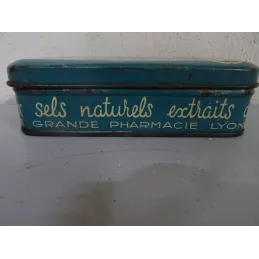 sels naturels extraits
GRANDE PHARMACIE LYON